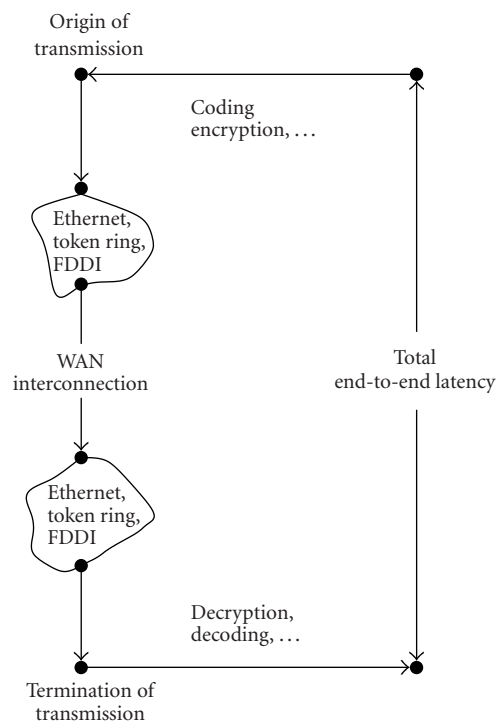 Origin of
transmission
Coding
encryption, …
Ethernet,
token ring,
FDDI
WAN
interconnection
Total
end-to-end latency
Ethernet,
token ring,
FDDI
Decryption,
decoding, …
Termination of
transmission